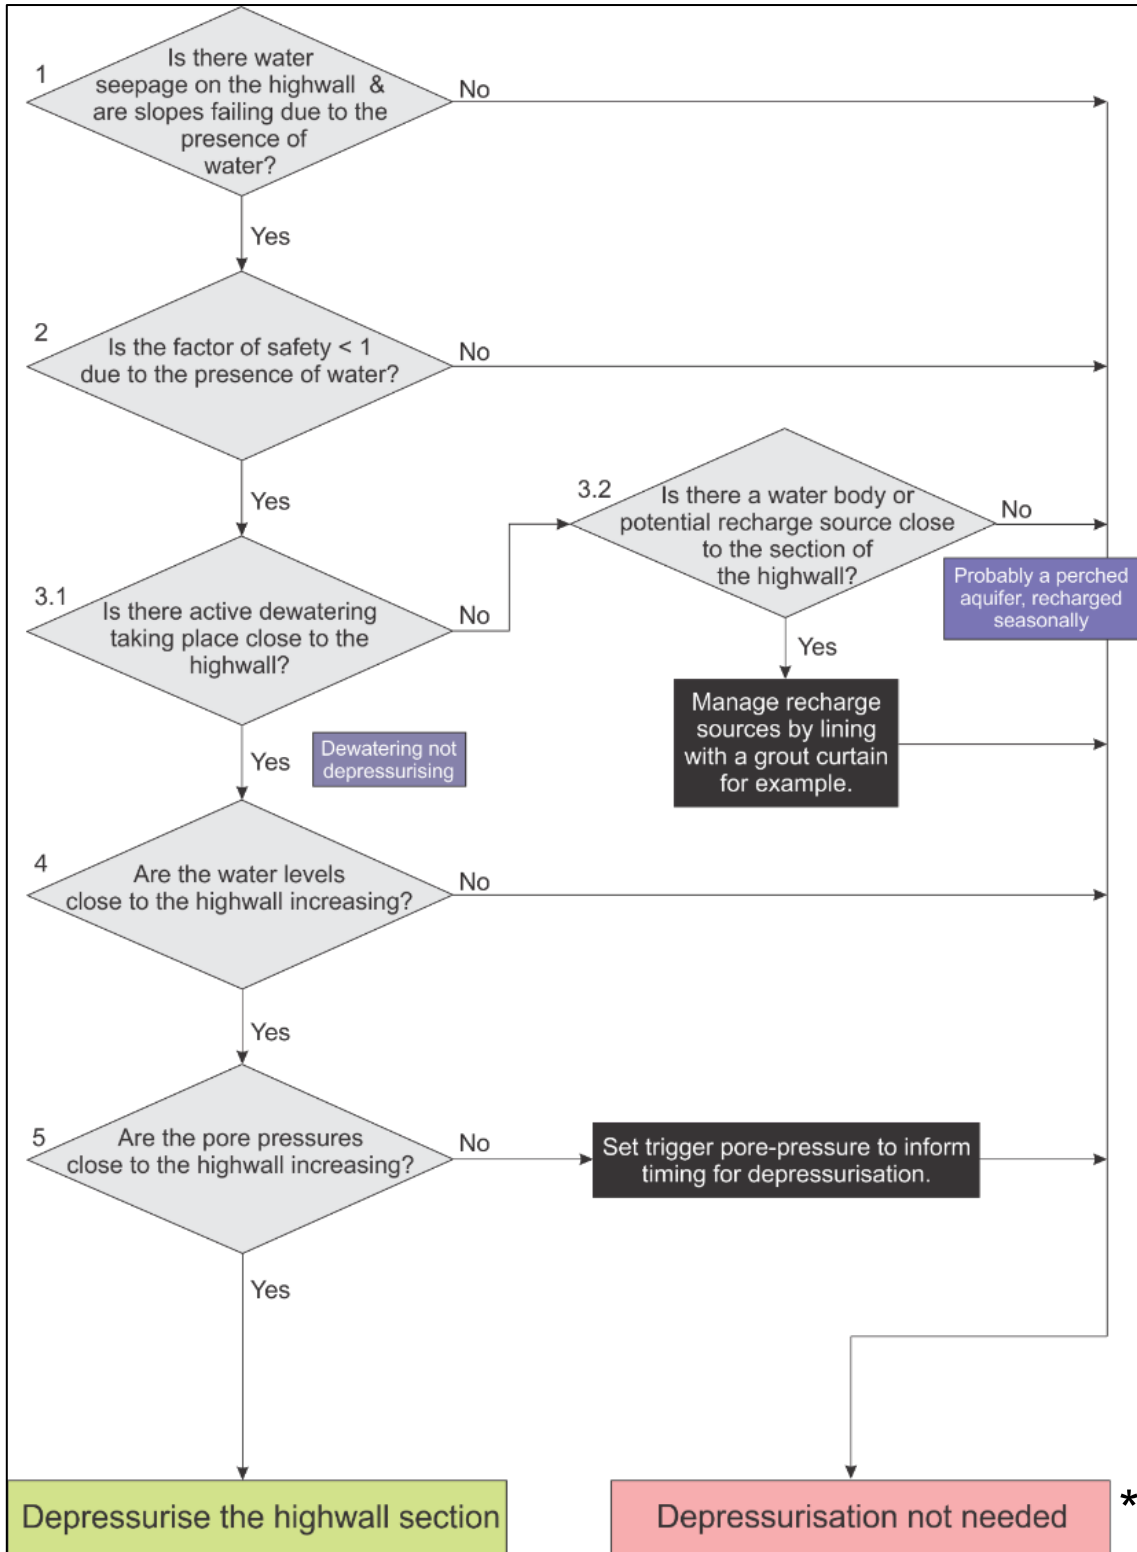 1
Is there water
seepage on the highwall & 
are slopes failing due to the
presence of
water?
No
Yes
2
Is the factor of safety < 1
due to the presence of water?
No
Yes
3.2
Is there a water body or
potential recharge source close
to the section of
the highwall?
No
Probably a perched
aquifer, recharged
seasonally
3.1
Is there active dewatering
taking place close to the
highwall?
No
Yes
Manage recharge
sources by lining
with a grout curtain
for example.
Yes
Dewatering not
depressurising
4
Are the water levels
close to the highwall increasing?
No
Yes
5
Are the pore pressures
close to the highwall increasing?
No
Set trigger pore-pressure to inform
timing for depressurisation.
Yes
Depressurise the highwall section
Depressurisation not needed
*